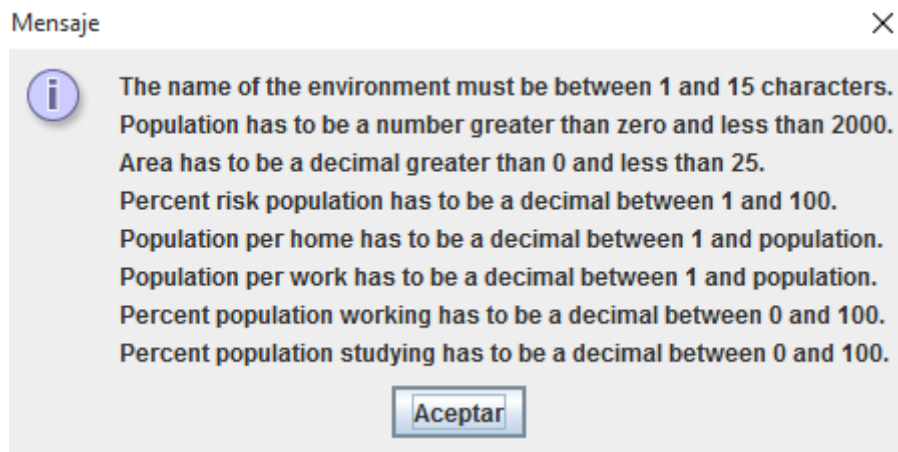 Mensaje
The name of the environment must be between 1 and 15 characters.
Population has to be a number greater than zero and less than 2000.
Area has to be a decimal greater than 0 and less than 25.
Percent risk population has to be a decimal between 1 and 100.
Population per home has to be a decimal between 1 and population.
Population per work has to be a decimal between 1 and population.
Percent population working has to be a decimal between 0 and 100.
Percent population studying has to be a decimal between 0 and 100.
Aceptar